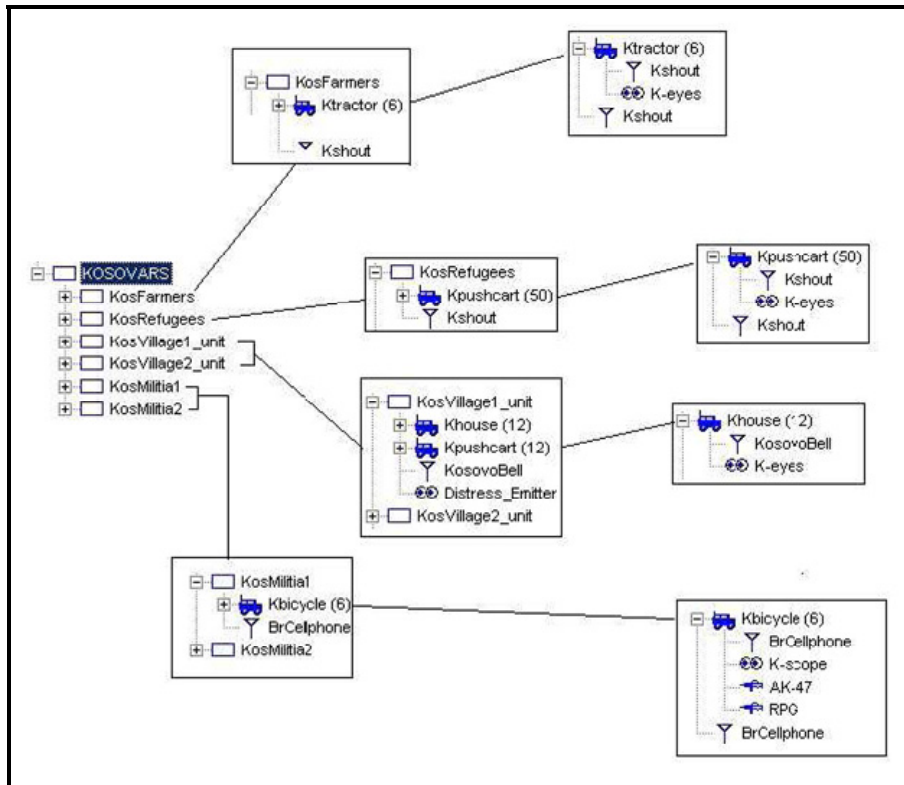 KosFarmers
Ktractor (6)
Kshout
Ktractor (6)
Kshout
K-eyes
Kshout
KOSOVARS
KosFarmers
KosRefugees
KosVillage1_unit
KosVillage2_unit
KosMilitia1
KosMilitia2
KosRefugees
Kpushcart (50)
Kshout
Kpushcart (50)
Kshout
K-eyes
Kshout
KosVillage1_unit
Khouse (12)
Kpushcart (12)
KosovoBell
Distress_Emitter
KosVillage2_unit
Khouse (12)
KosovoBell
K-eyes
KosMilitia1
Kbicycle (6)
BrCellphone
KosMilitia2
Kbicycle (6)
BrCellphone
K-scope
AK-47
RPG
BrCellphone